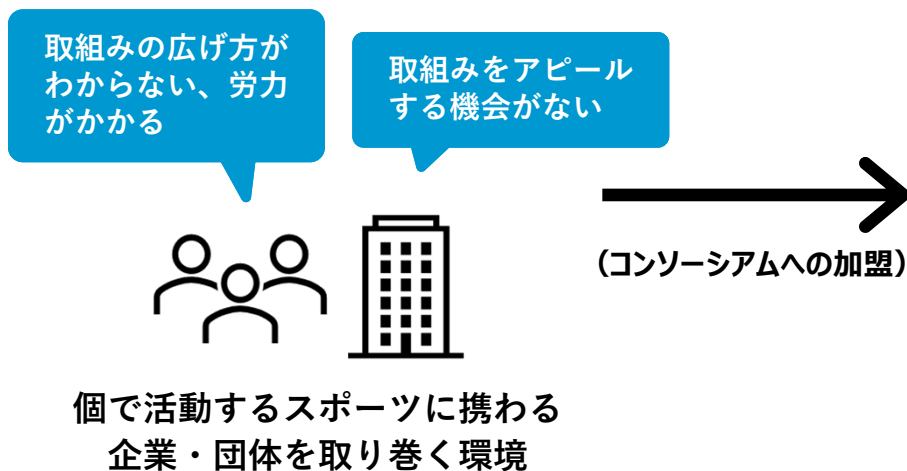 取組みの広げ方が
わからない、労力
がかかる
取組みをアピール
する機会がない
(コンソーシアムへの加盟)
個で活動するスポーツに携わる
企業・団体を取り巻く環境